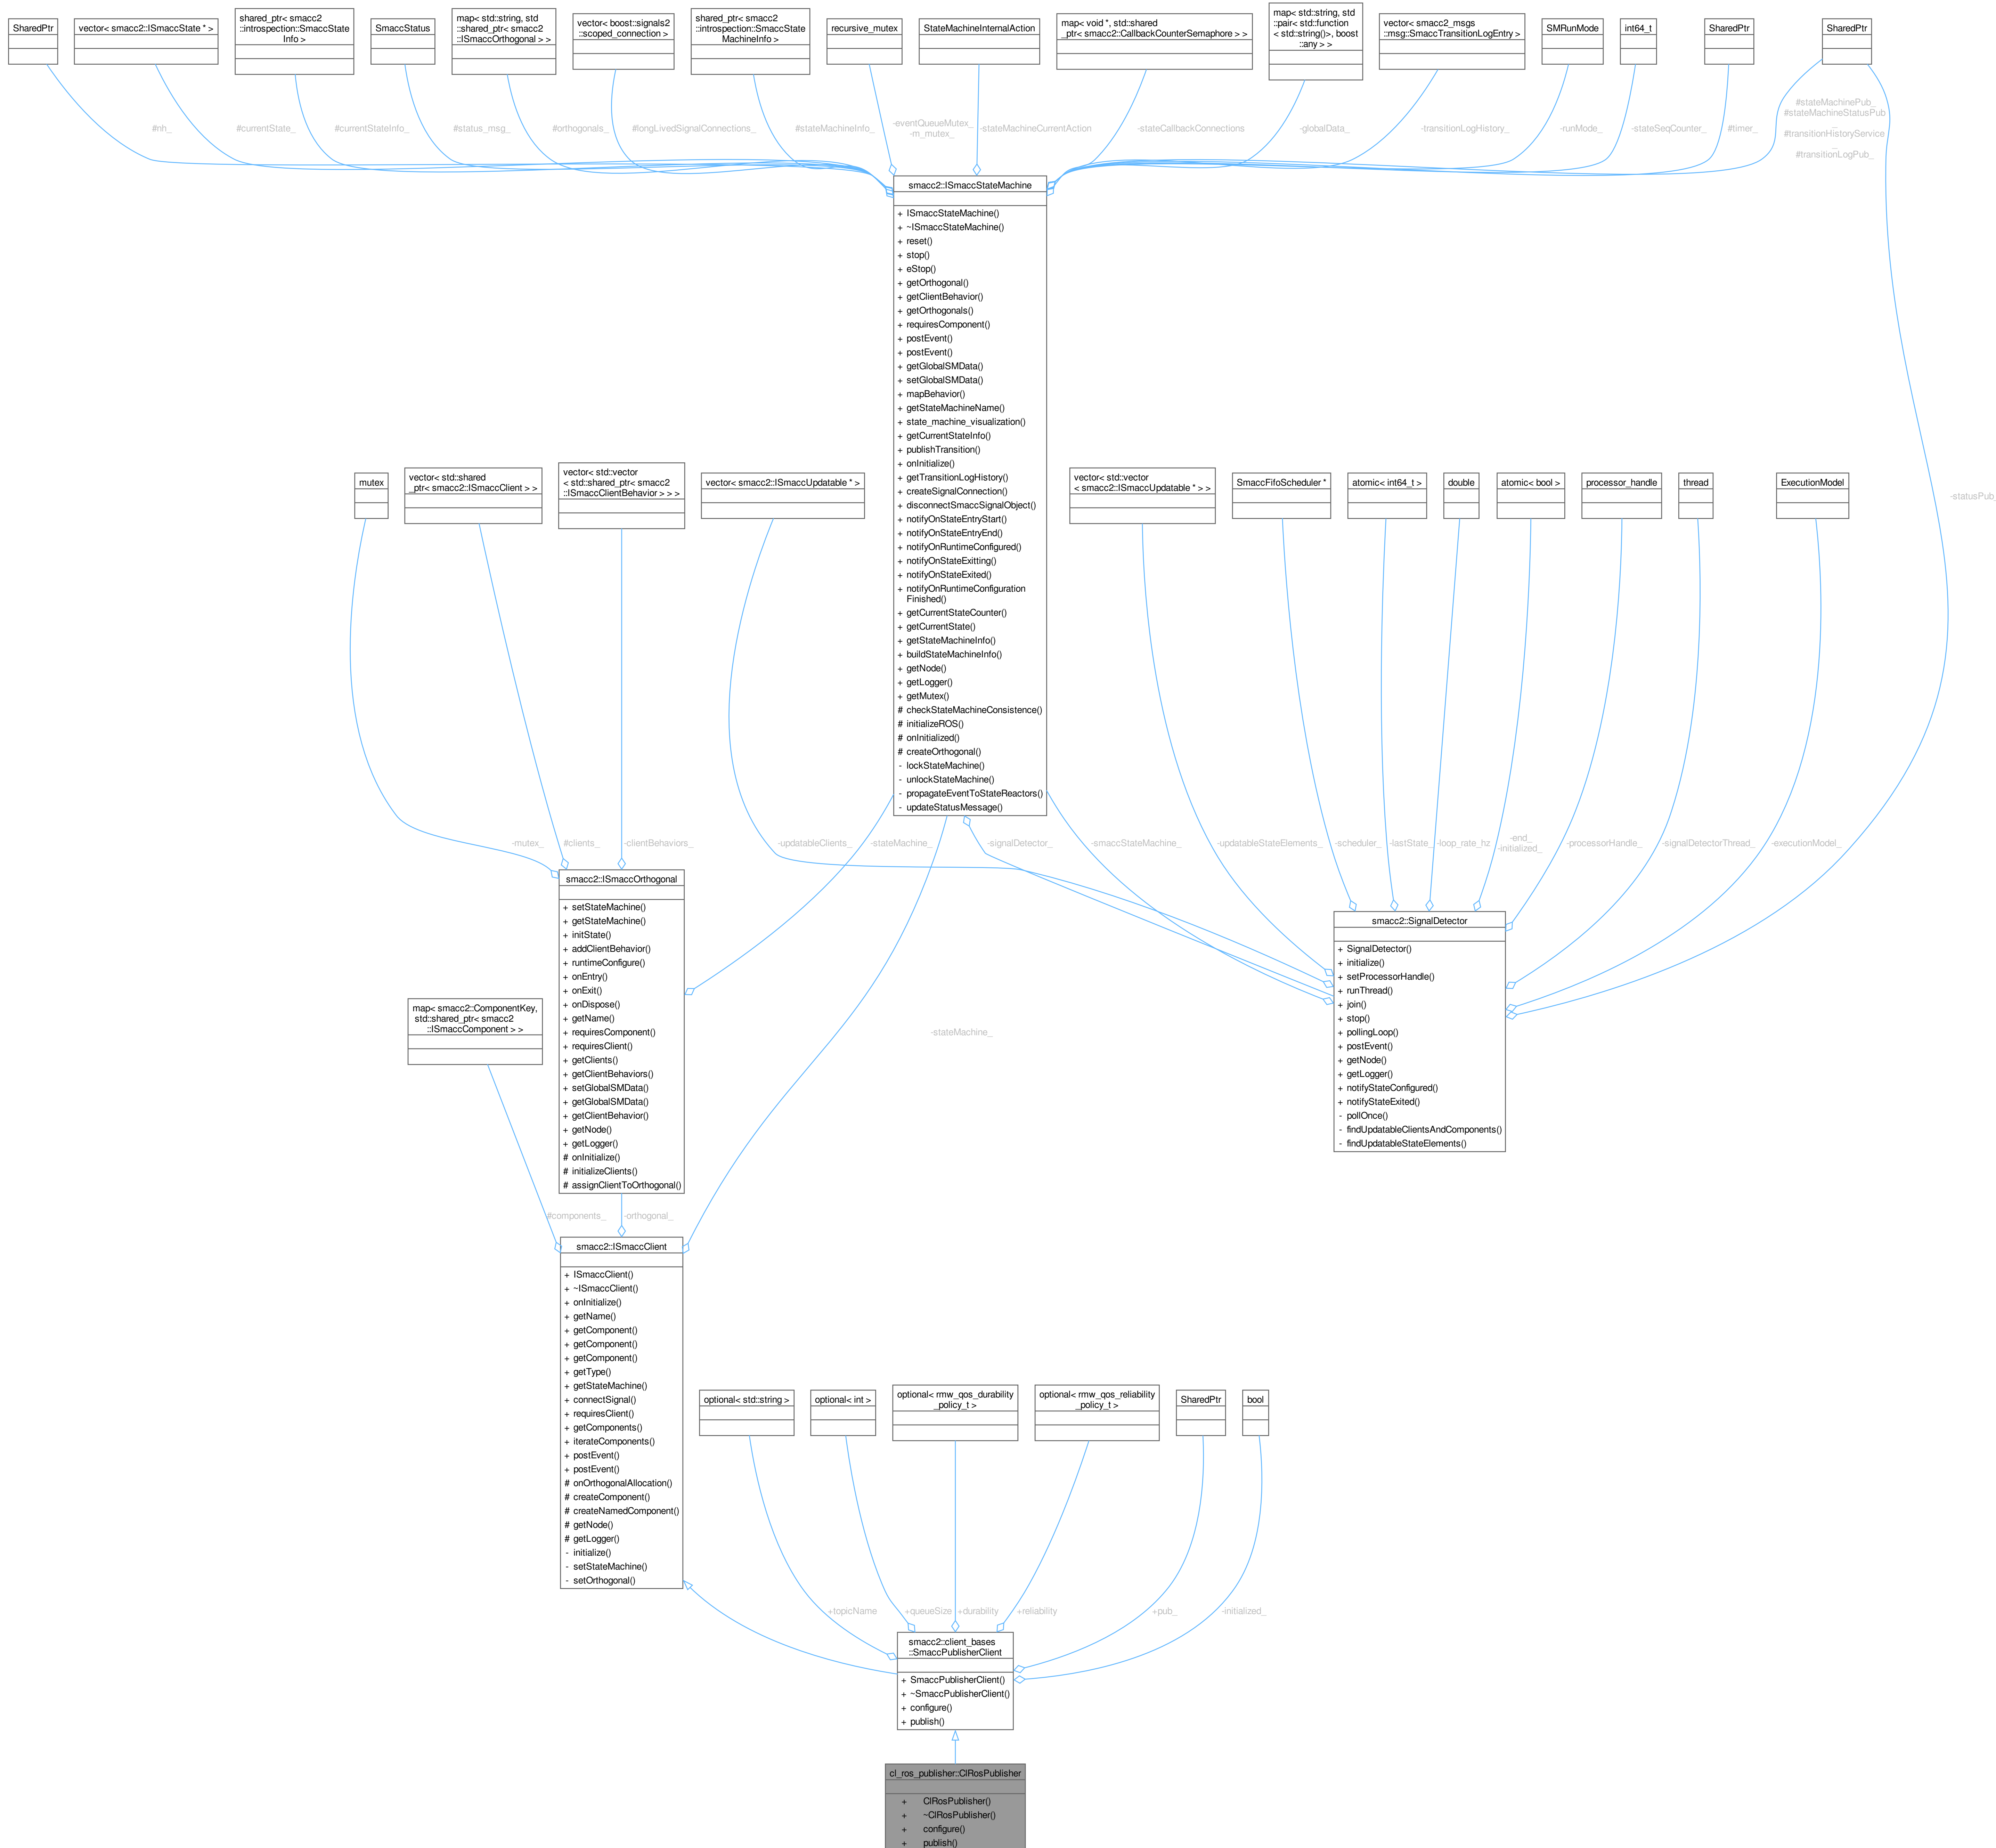 SharedPtr
vector< smacc2::ISmaccState * >
shared_ptr< smacc2
::introspection::SmaccState
Info >
SmaccStatus
map< std::string, std
::shared_ptr< smacc2
::ISmaccOrthogonal > >
vector< boost::signals2
::scoped_connection >
shared_ptr< smacc2
::introspection::SmaccState
MachineInfo >
recursive_mutex
StateMachineInternalAction
map< void *, std::shared
_ptr< smacc2::CallbackCounterSemaphore > >
map< std::string, std
::pair< std::function
< std::string()>, boost
::any > >
vector< smacc2_msgs
::msg::SmaccTransitionLogEntry >
SMRunMode
int64_t
SharedPtr
SharedPtr
#nh_
#currentState_
#currentStateInfo_
#status_msg_
#orthogonals_
#longLivedSignalConnections_
#stateMachineInfo_
-eventQueueMutex_
-m_mutex_
-stateMachineCurrentAction
-stateCallbackConnections
-globalData_
-transitionLogHistory_
-runMode_
-stateSeqCounter_
#timer_
#stateMachinePub_
#stateMachineStatusPub
_
#transitionHistoryService
_
#transitionLogPub_
smacc2::ISmaccStateMachine
+ ISmaccStateMachine()
+ ~ISmaccStateMachine()
+ reset()
+ stop()
+ eStop()
+ getOrthogonal()
+ getClientBehavior()
+ getOrthogonals()
+ requiresComponent()
+ postEvent()
+ postEvent()
+ getGlobalSMData()
+ setGlobalSMData()
+ mapBehavior()
+ getStateMachineName()
+ state_machine_visualization()
+ getCurrentStateInfo()
+ publishTransition()
+ onInitialize()
+ getTransitionLogHistory()
+ createSignalConnection()
+ disconnectSmaccSignalObject()
+ notifyOnStateEntryStart()
+ notifyOnStateEntryEnd()
+ notifyOnRuntimeConfigured()
+ notifyOnStateExitting()
+ notifyOnStateExited()
+ notifyOnRuntimeConfiguration
Finished()
+ getCurrentStateCounter()
+ getCurrentState()
+ getStateMachineInfo()
+ buildStateMachineInfo()
+ getNode()
+ getLogger()
+ getMutex()
# checkStateMachineConsistence()
# initializeROS()
# onInitialized()
# createOrthogonal()
- lockStateMachine()
- unlockStateMachine()
- propagateEventToStateReactors()
- updateStatusMessage()
-statusPub_
mutex
vector< std::shared
_ptr< smacc2::ISmaccClient > >
vector< std::vector
< std::shared_ptr< smacc2
::ISmaccClientBehavior > > >
vector< smacc2::ISmaccUpdatable * >
vector< std::vector
< smacc2::ISmaccUpdatable * > >
SmaccFifoScheduler *
atomic< int64_t >
double
atomic< bool >
processor_handle
thread
ExecutionModel
-mutex_
#clients_
-clientBehaviors_
-updatableClients_
-stateMachine_
-signalDetector_
-smaccStateMachine_
-updatableStateElements_
-scheduler_
-lastState_
-loop_rate_hz
-end_
-initialized_
-processorHandle_
-signalDetectorThread_
-executionModel_
smacc2::ISmaccOrthogonal
+ setStateMachine()
+ getStateMachine()
+ initState()
+ addClientBehavior()
+ runtimeConfigure()
+ onEntry()
+ onExit()
+ onDispose()
+ getName()
+ requiresComponent()
+ requiresClient()
+ getClients()
+ getClientBehaviors()
+ setGlobalSMData()
+ getGlobalSMData()
+ getClientBehavior()
+ getNode()
+ getLogger()
# onInitialize()
# initializeClients()
# assignClientToOrthogonal()
smacc2::SignalDetector
+ SignalDetector()
+ initialize()
+ setProcessorHandle()
+ runThread()
+ join()
+ stop()
+ pollingLoop()
+ postEvent()
+ getNode()
+ getLogger()
+ notifyStateConfigured()
+ notifyStateExited()
- pollOnce()
- findUpdatableClientsAndComponents()
- findUpdatableStateElements()
map< smacc2::ComponentKey,
std::shared_ptr< smacc2
::ISmaccComponent > >
-stateMachine_
#components_
-orthogonal_
smacc2::ISmaccClient
+ ISmaccClient()
+ ~ISmaccClient()
+ onInitialize()
+ getName()
+ getComponent()
+ getComponent()
+ getComponent()
+ getType()
+ getStateMachine()
+ connectSignal()
+ requiresClient()
+ getComponents()
+ iterateComponents()
+ postEvent()
+ postEvent()
# onOrthogonalAllocation()
# createComponent()
# createNamedComponent()
# getNode()
# getLogger()
- initialize()
- setStateMachine()
- setOrthogonal()
optional< std::string >
optional< int >
optional< rmw_qos_durability
_policy_t >
optional< rmw_qos_reliability
_policy_t >
SharedPtr
bool
+topicName
+queueSize
+durability
+reliability
+pub_
-initialized_
smacc2::client_bases
::SmaccPublisherClient
+ SmaccPublisherClient()
+ ~SmaccPublisherClient()
+ configure()
+ publish()
cl_ros_publisher::ClRosPublisher
+ ClRosPublisher()
+ ~ClRosPublisher()
+ configure()
+ publish()